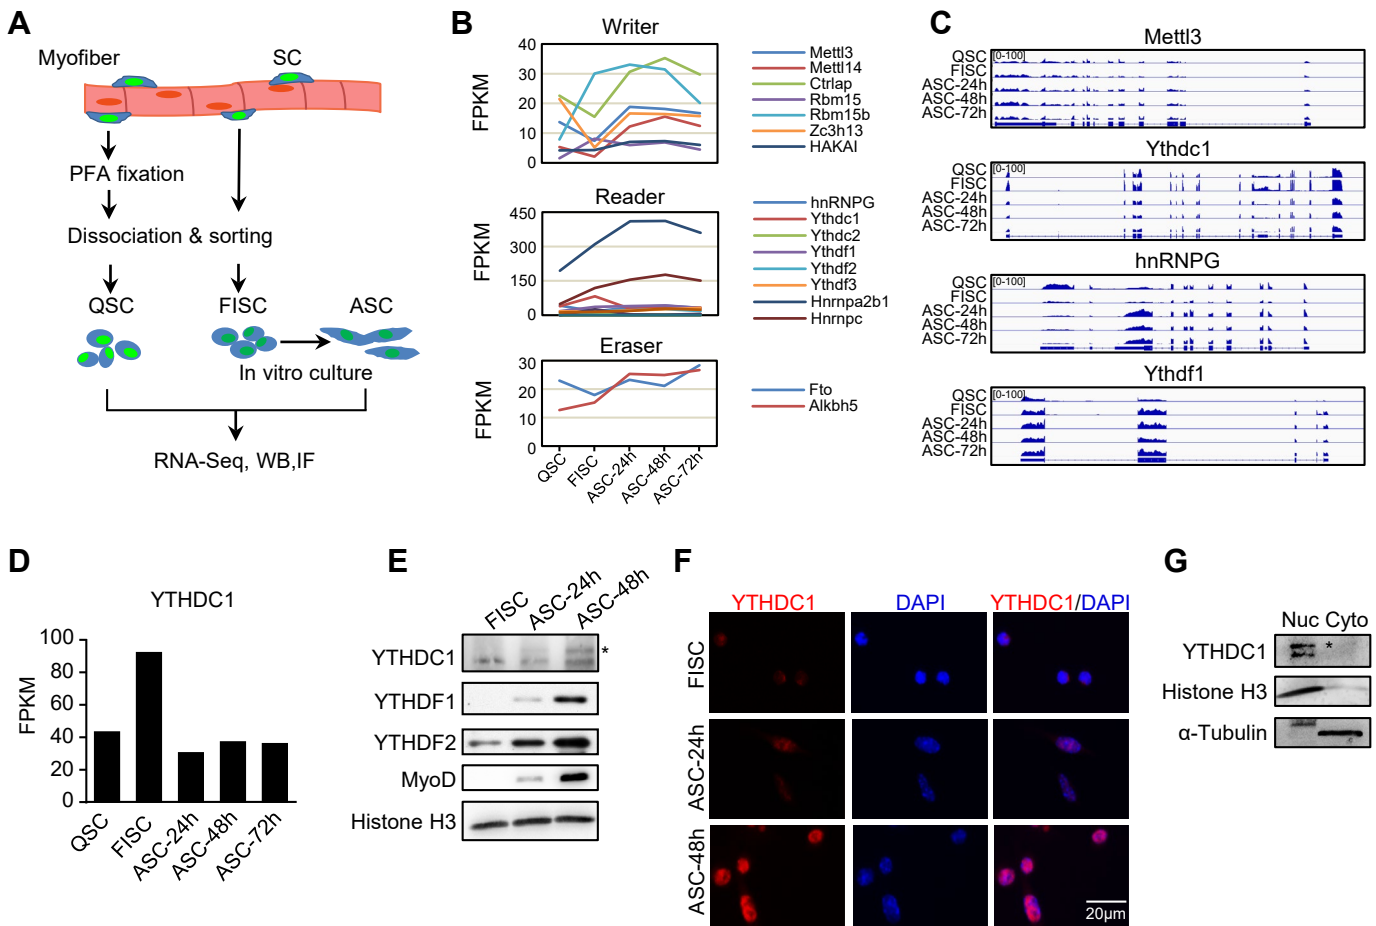 A
Myofiber
SC
PFA fixation
Dissociation & sorting
QSC
FISC
ASC
In vitro culture
RNA-Seq, WB,IF
B
Writer
FPKM
40
30
20
10
0
Mettl3
Mettl14
Ctrlap
Rbm15
Rbm15b
Zc3h13
HAKAI
Reader
FPKM
450
300
150
0
hnRNPG
Ythdc1
Ythdc2
Ythdf1
Ythdf2
Ythdf3
Hnrnpa2b1
Hnrnpc
Eraser
FPKM
30
20
10
0
Fto
Alkbh5
QSC
FISC
ASC-24h
ASC-48h
ASC-72h
C
Mettl3
[0-100]
QSC
FISC
ASC-24h
ASC-48h
ASC-72h
Ythdc1
[0-100]
QSC
FISC
ASC-24h
ASC-48h
ASC-72h
hnRNPG
[0-100]
QSC
FISC
ASC-24h
ASC-48h
ASC-72h
Ythdf1
[0-100]
QSC
FISC
ASC-24h
ASC-48h
ASC-72h
D
YTHDC1
FPKM
100
80
60
40
20
0
QSC
FISC
ASC-24h
ASC-48h
ASC-72h
E
FISC
ASC-24h
ASC-48h
YTHDC1
*
YTHDF1
YTHDF2
MyoD
Histone H3
F
YTHDC1
DAPI
YTHDC1/DAPI
FISC
ASC-24h
ASC-48h
20µm
G
Nuc Cyto
YTHDC1
*
Histone H3
α-Tubulin